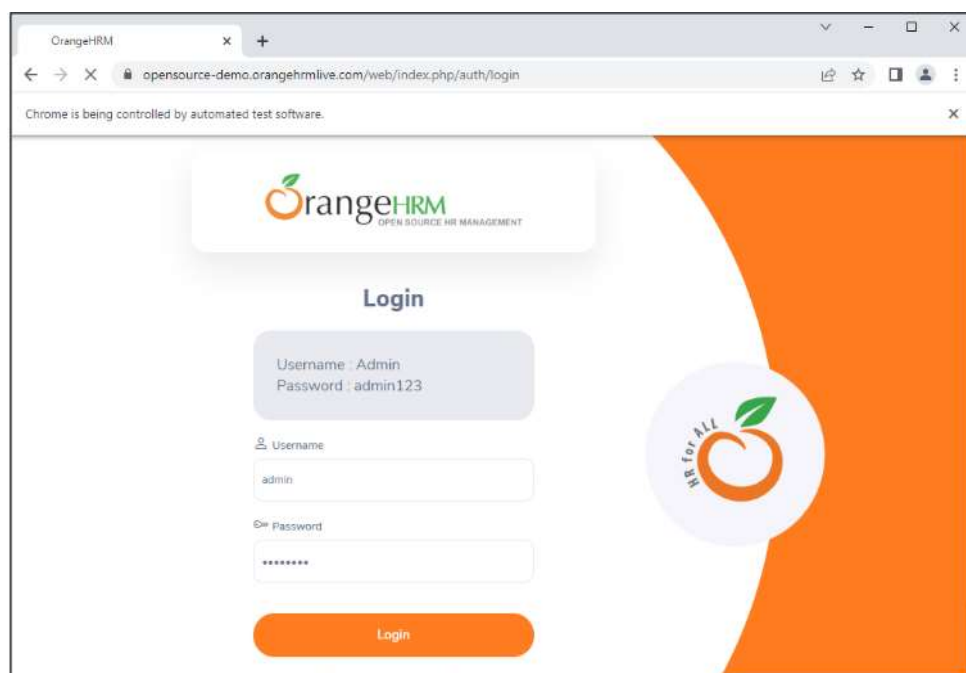 OrangeHRM
opensource-demo.orangehrmlive.com/web/index.php/auth/login
Chrome is being controlled by automated test software.
OrangeHRM
OPEN SOURCE HR MANAGEMENT
Login
Username : Admin
Password : admin123
HR for ALL
Username
admin
Password
••••••••
Login